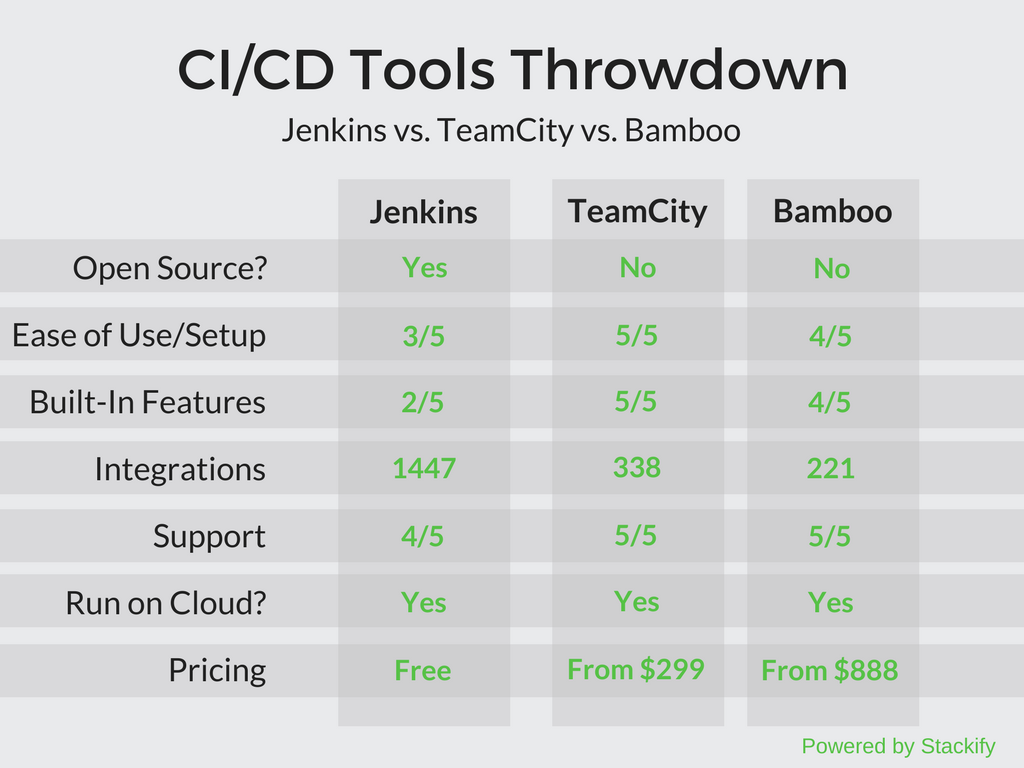 CI/CD Tools Throwdown
Jenkins vs. TeamCity vs. Bamboo
Jenkins TeamCity Bamboo
Open Source? Yes No No
Ease of Use/Setup 3/5 5/5 4/5
Built-In Features 2/5 5/5 4/5
Integrations 1447 338 221
Support 4/5 5/5 5/5
Run on Cloud? Yes Yes Yes
Pricing Free From $299 From $888
Powered by Stackify